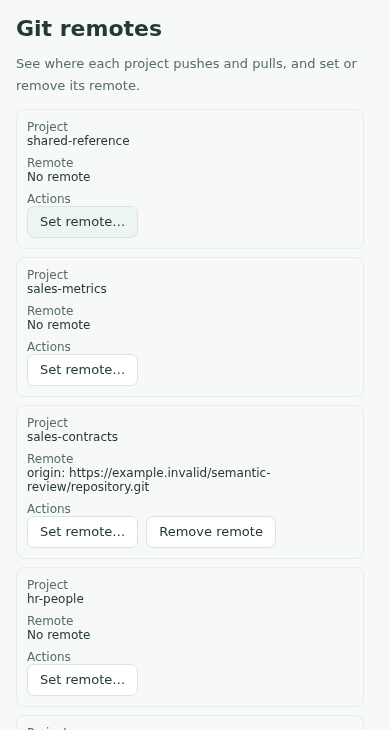 Git remotes
See where each project pushes and pulls, and set or
remove its remote.
Project
shared-reference
Remote
No remote
Actions
Set remote…
Project
sales-metrics
Remote
No remote
Actions
Set remote…
Project
sales-contracts
Remote
origin: https://example.invalid/semantic-
review/repository.git
Actions
Set remote… Remove remote
Project
hr-people
Remote
No remote
Actions
Set remote…